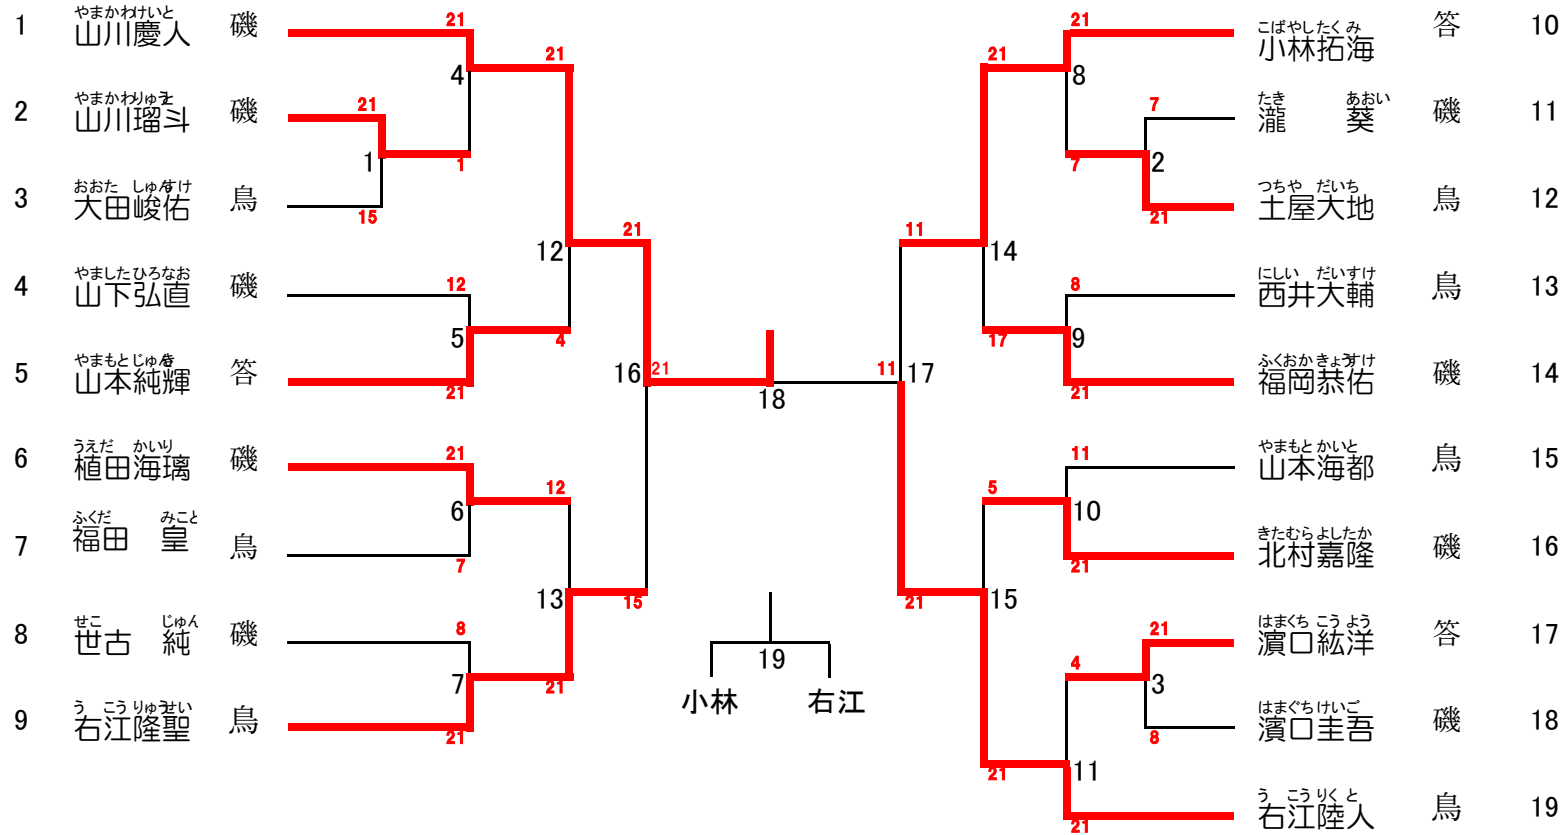 1 山川慶人 やまかわけいと 磯
2 山川瑠斗 やまかわりゅうと 磯
3 大田峻佑 おおた しゅんすけ 鳥
4 山下弘直 やましたひろなお 磯
5 山本純輝 やまもとじゅんき 答
6 植田海璃 うえだ かいり 磯
7 福田 皇 ふくだ みこと 鳥
8 世古 純 せこ じゅん 磯
9 右江隆聖 う こうりゅうせい 鳥
21
21
4
21
1
1
15
12
21
12
5
4
21
21
16
21
12
6
7
13
15
8
7
21
21
18
19
小林 右江
21
21
8
7
2
7
21
11
14
8
9
17
21
11
17
11
5
10
21
21
15
21
4
3
8
21
11
21
こばやしたくみ 小林拓海 答 10
たき あおい 瀧 葵 磯 11
つちや だいち 土屋大地 鳥 12
にしい だいすけ 西井大輔 鳥 13
ふくおかきょうすけ 福岡恭佑 磯 14
やまもとかいと 山本海都 鳥 15
きたむらよしたか 北村嘉隆 磯 16
はまぐち こうよう 濱口紘洋 答 17
はまぐちけいご 濱口圭吾 磯 18
う こうりくと 右江陸人 鳥 19